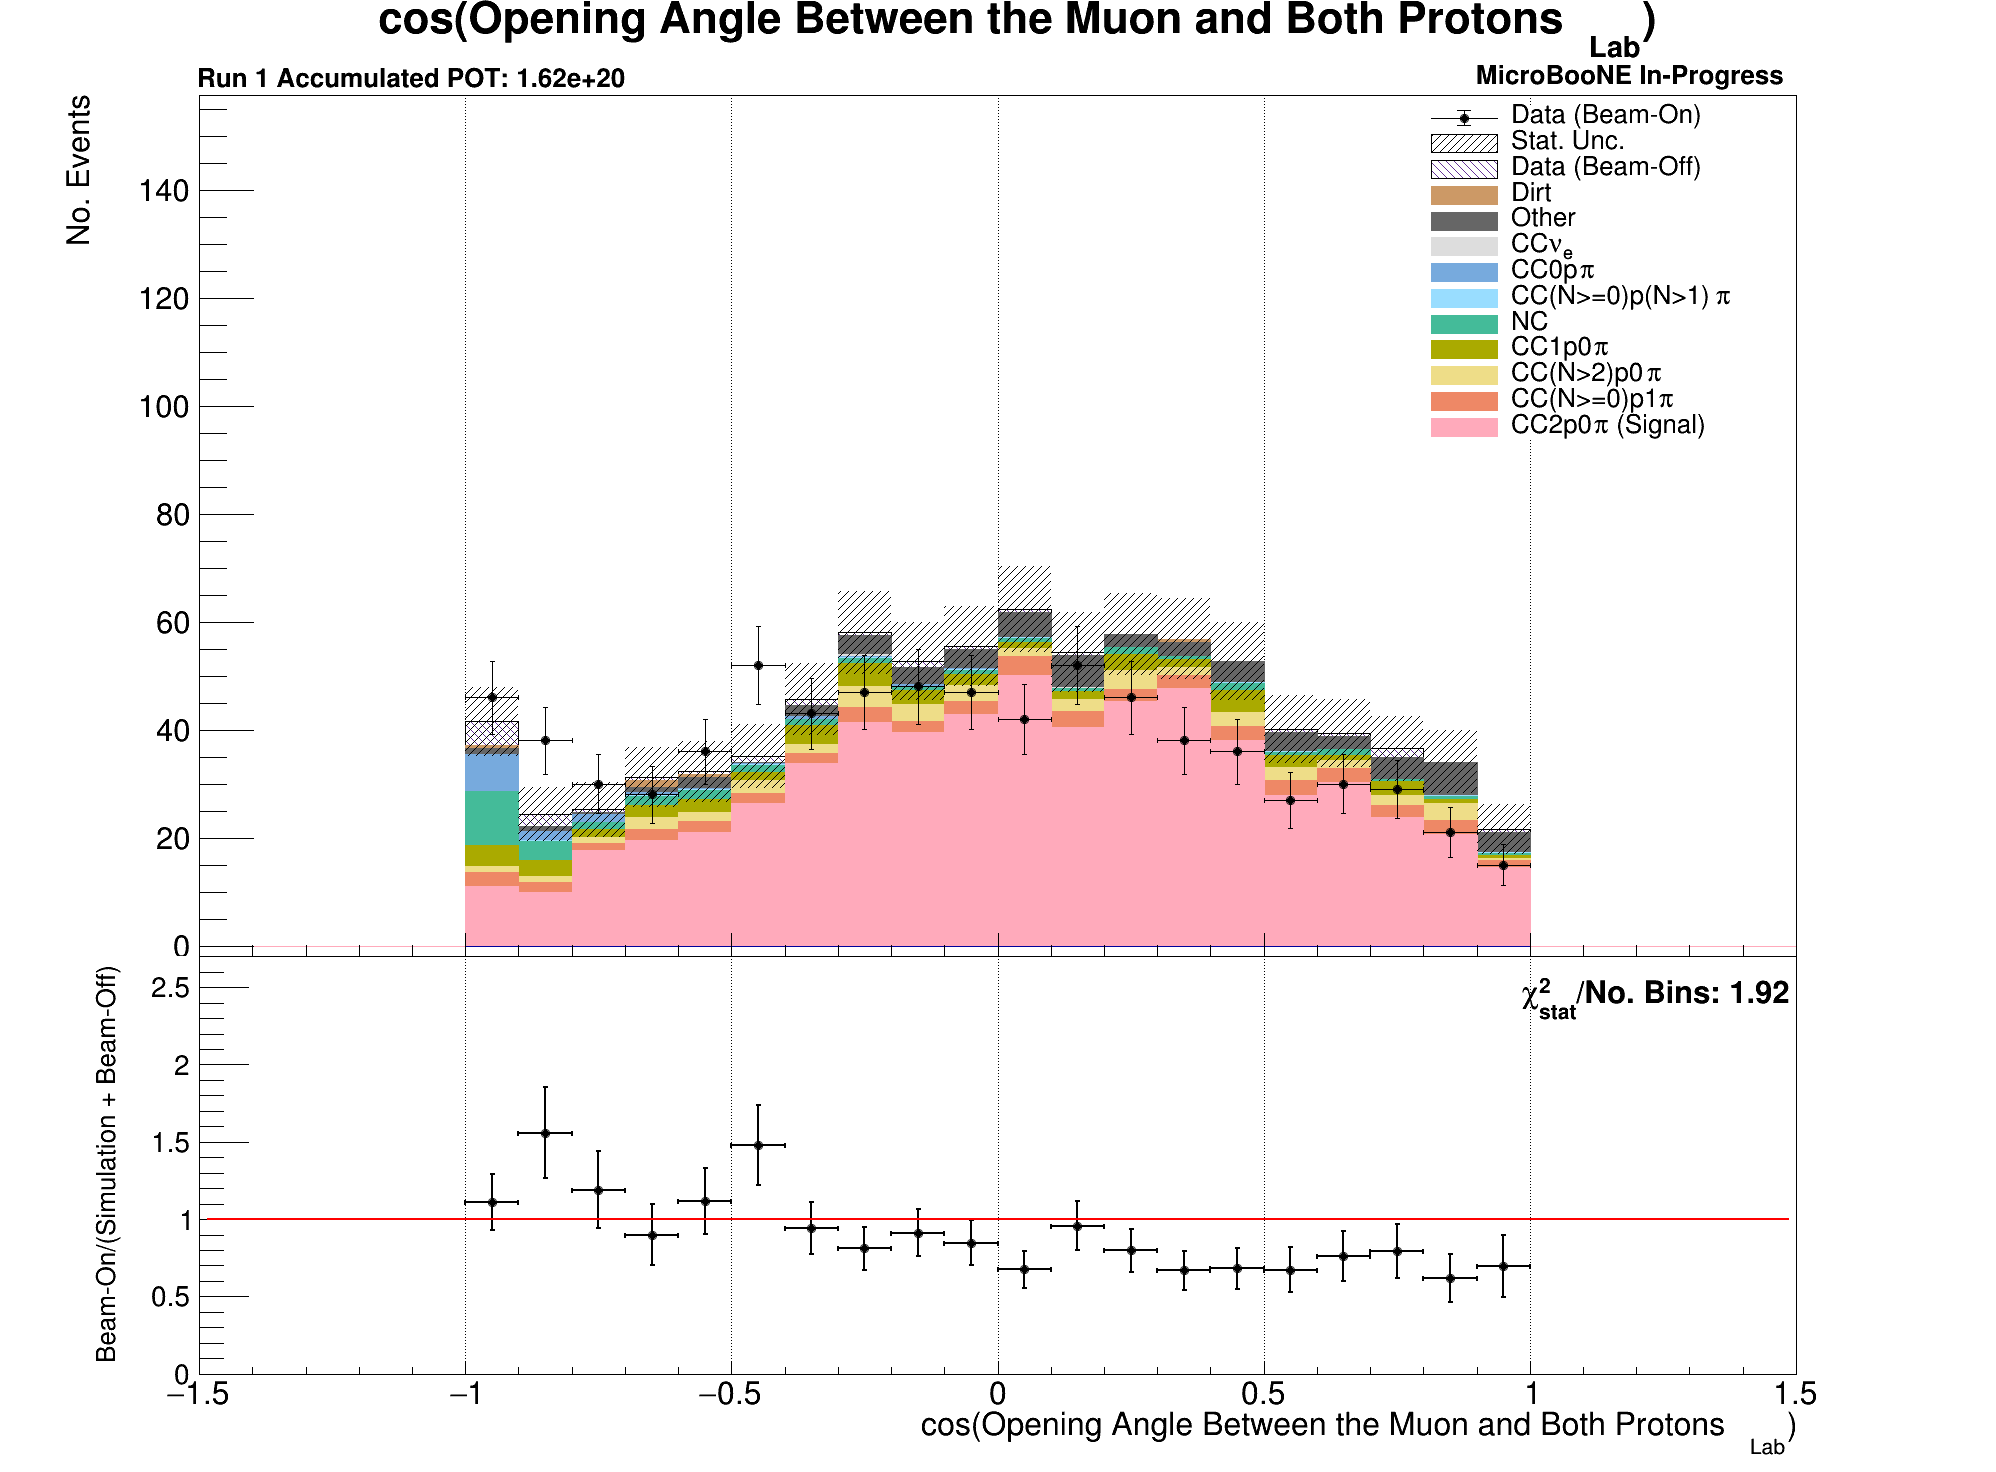 cos(Opening Angle Between the Muon and Both Protons Lab)
Run 1 Accumulated POT: 1.62e+20
MicroBooNE In-Progress
No. Events
140
120
100
80
60
40
20
0
Data (Beam-On)
Stat. Unc.
Data (Beam-Off)
Dirt
Other
CCνe
CC0pπ
CC(N>=0)p(N>1) π
NC
CC1p0π
CC(N>2)p0π
CC(N>=0)p1π
CC2p0π (Signal)
Beam-On/(Simulation + Beam-Off)
χ2stat/No. Bins: 1.92
2.5
2
1.5
1
0.5
0
−1.5 −1 −0.5 0 0.5 1 1.5
cos(Opening Angle Between the Muon and Both Protons Lab)